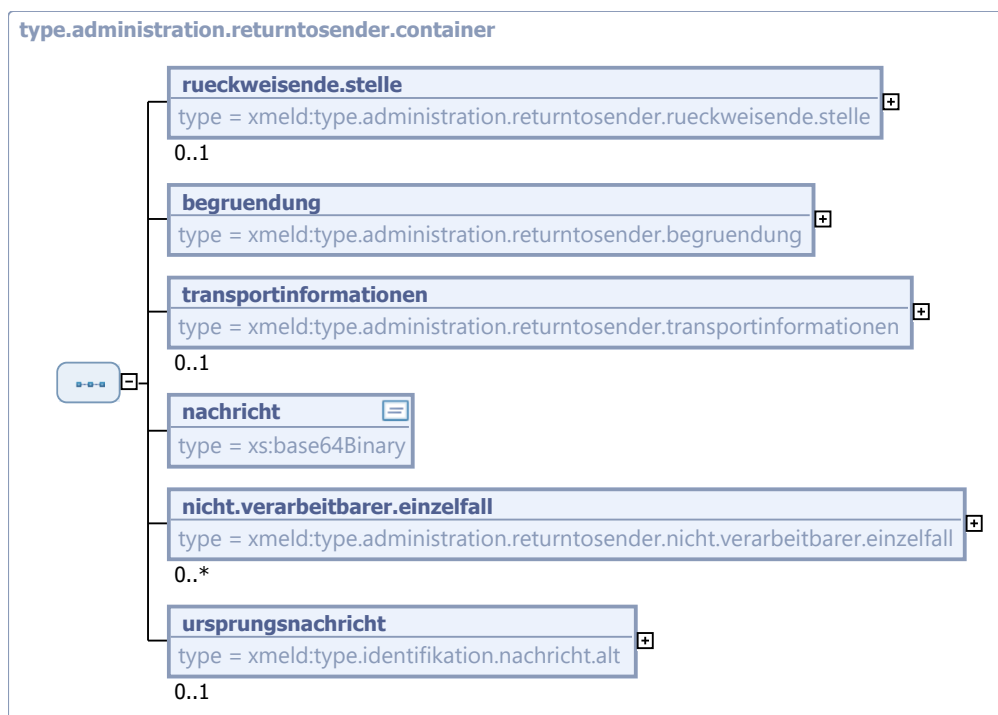 type.administration.returntosender.container
rueckweisende.stelle
type = xmeld:type.administration.returntosender.rueckweisende.stelle
0..1
begruendung
type = xmeld:type.administration.returntosender.begruendung
transportinformationen
type = xmeld:type.administration.returntosender.transportinformationen
0..1
nachricht
type = xs:base64Binary
nicht.verarbeitbarer.einzelfall
type = xmeld:type.administration.returntosender.nicht.verarbeitbarer.einzelfall
0..*
ursprungsnachricht
type = xmeld:type.identifikation.nachricht.alt
0..1